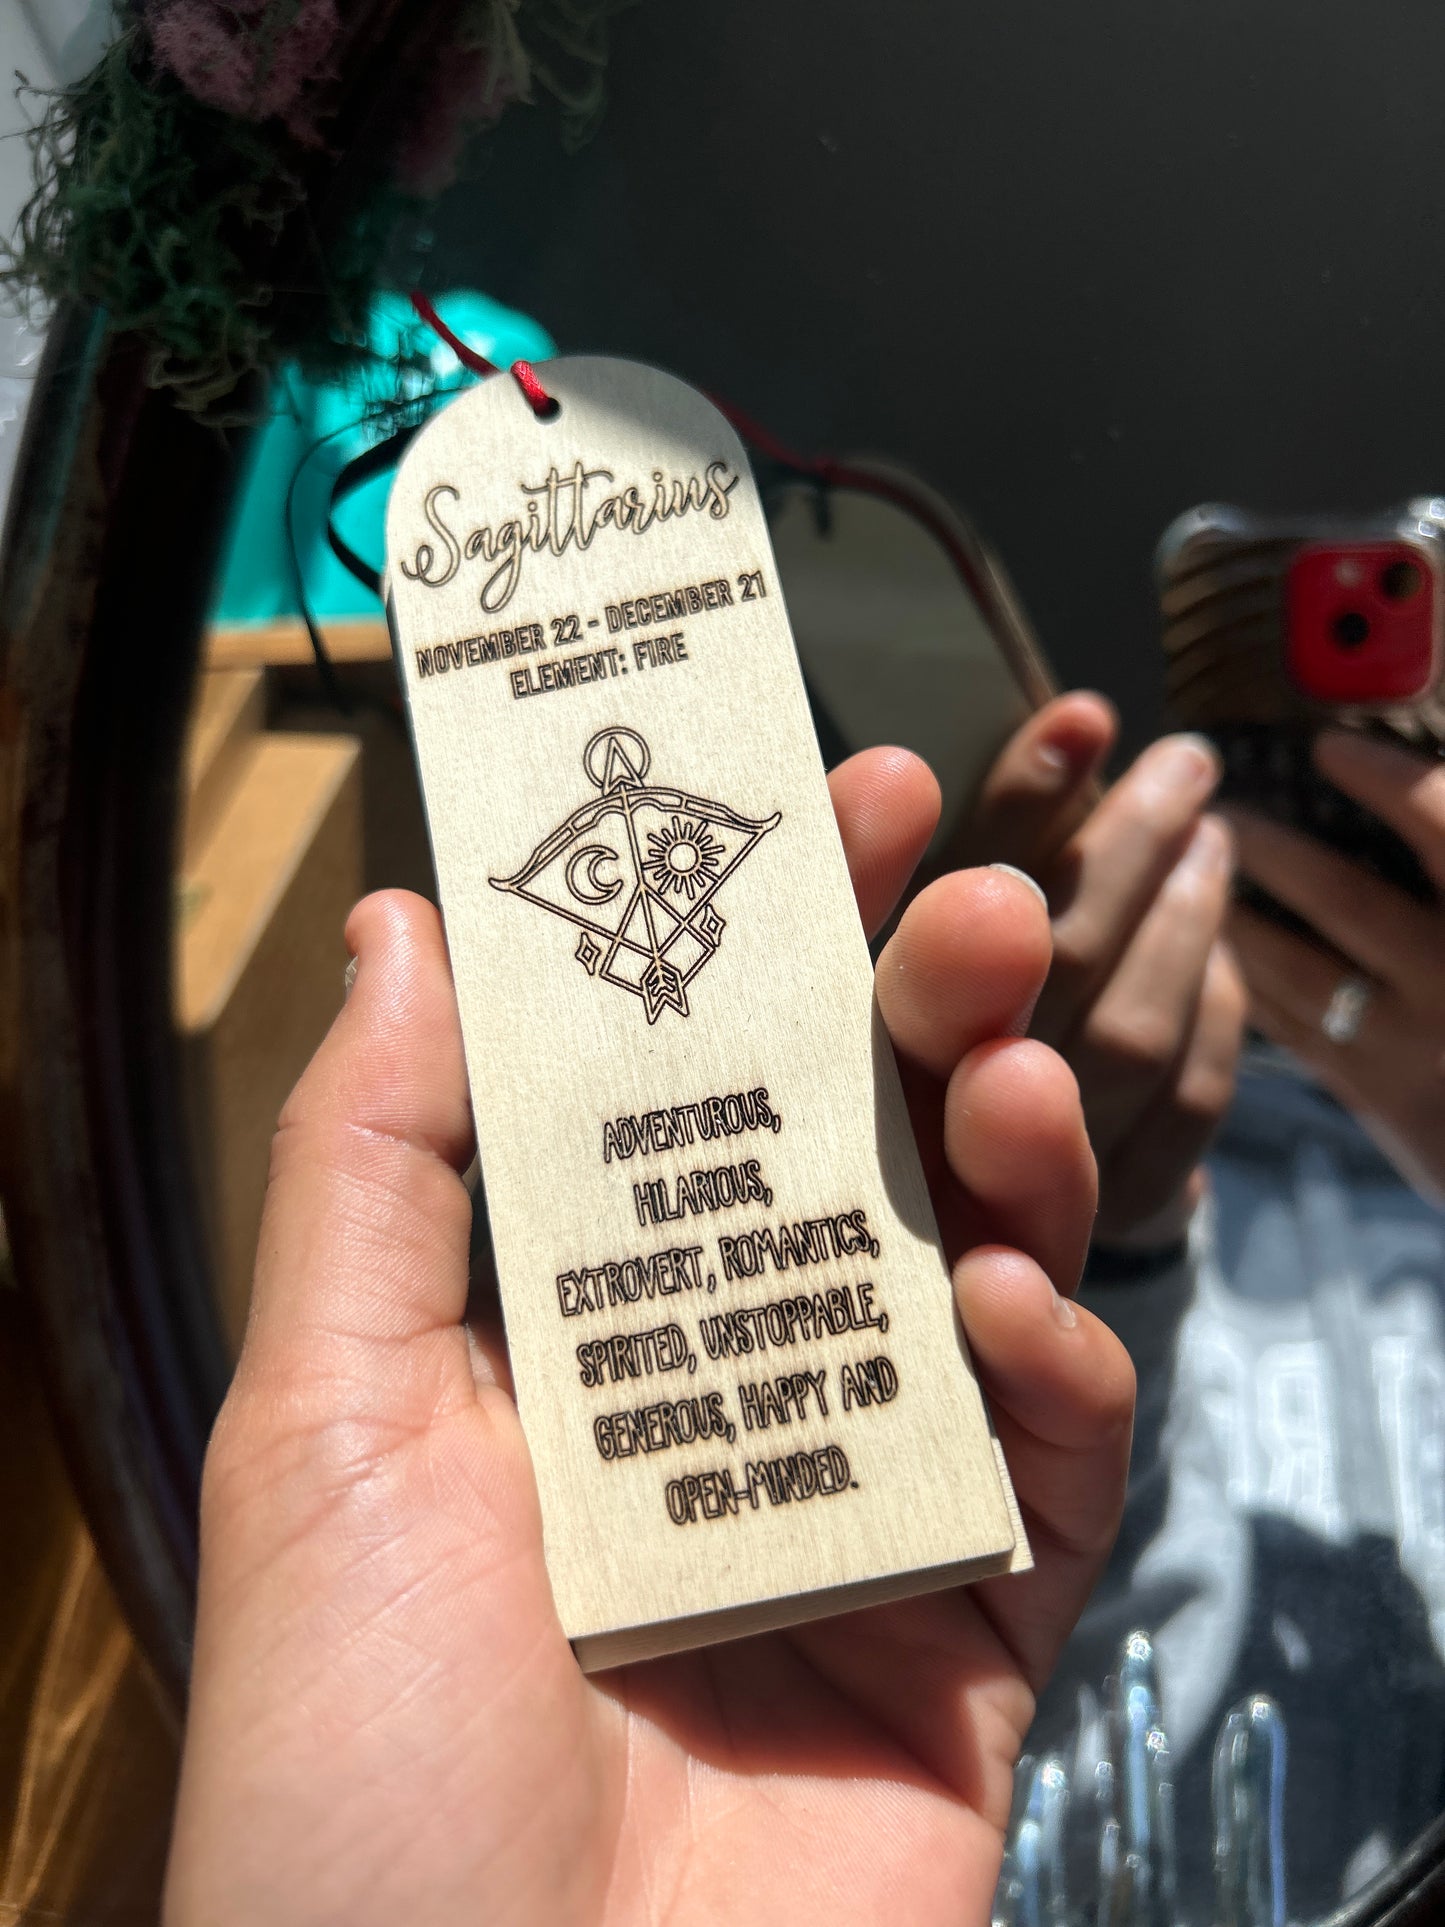 Sagittarius
NOVEMBER 22 - DECEMBER 21
ELEMENT: FIRE
ADVENTUROUS,
HILARIOUS,
EXTROVERT, ROMANTICS,
SPIRITED, UNSTOPPABLE,
GENEROUS, HAPPY AND
OPEN-MINDED.